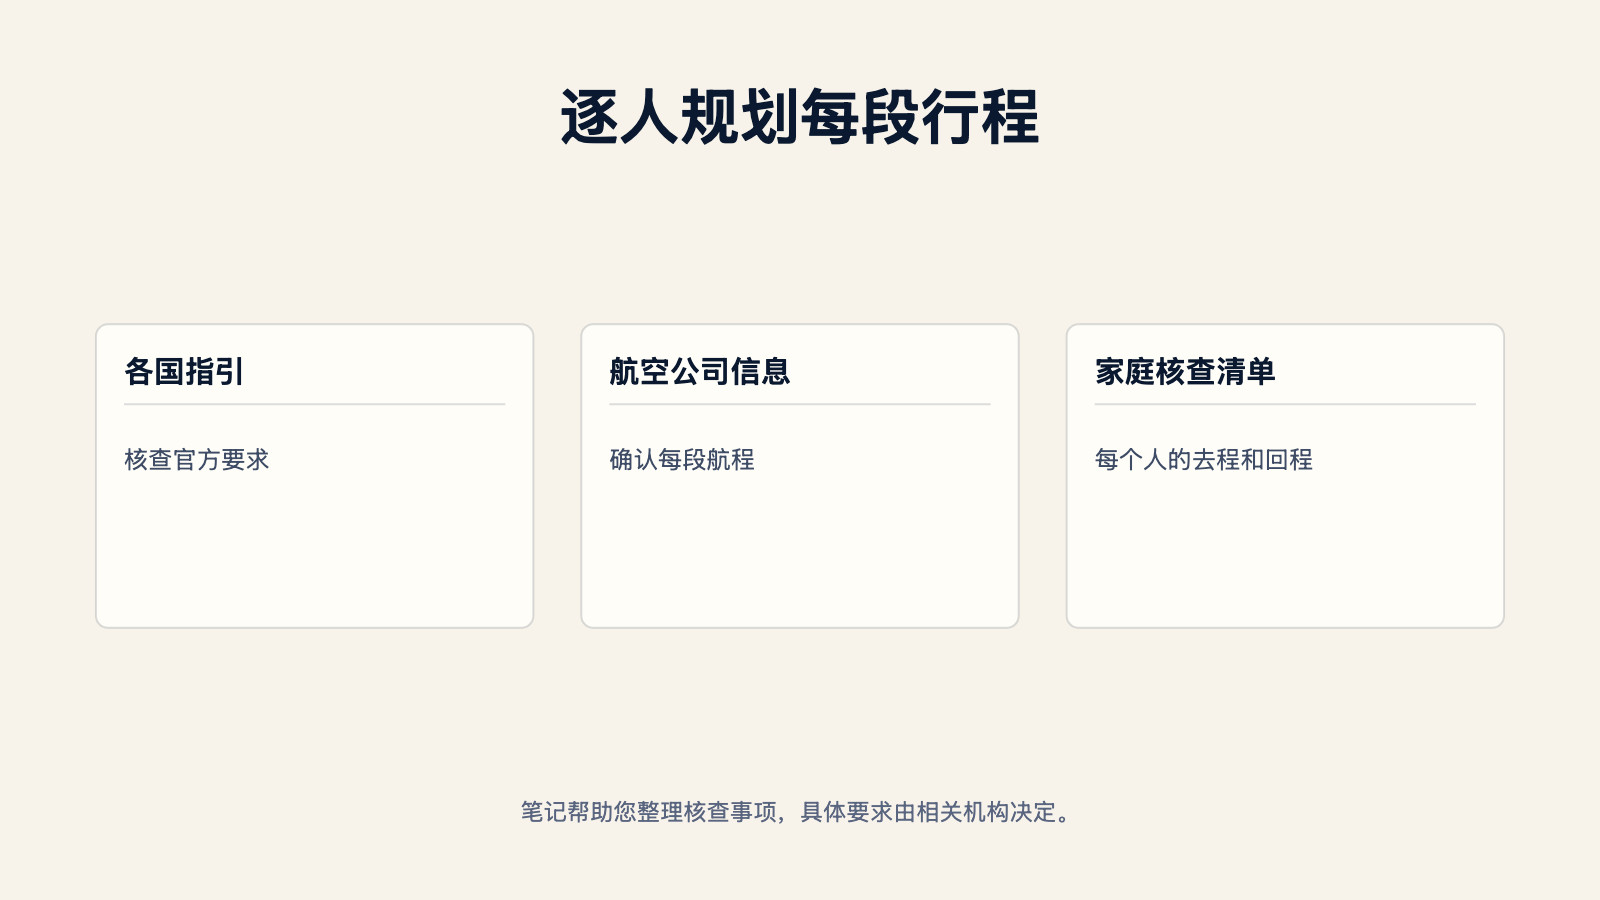 逐人规划每段行程
各国指引
核查官方要求
航空公司信息
确认每段航程
家庭核查清单
每个人的去程和回程
笔记帮助您整理核查事项，具体要求由相关机构决定。